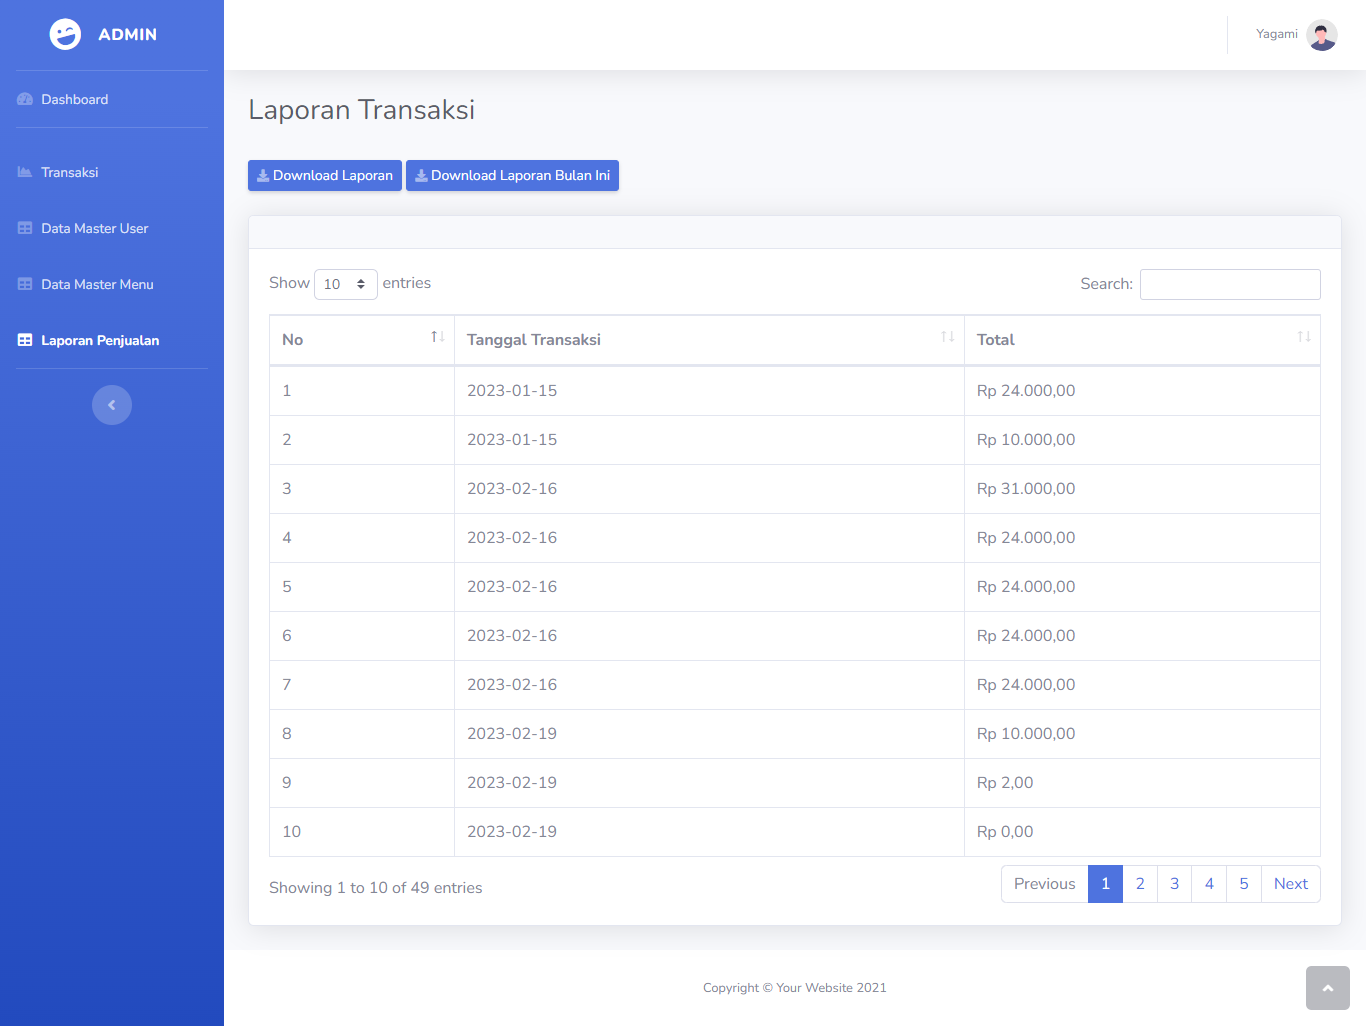 ADMIN
Dashboard
Transaksi
Data Master User
Data Master Menu
Laporan Penjualan
Yagami
Laporan Transaksi
Download Laporan Download Laporan Bulan Ini
Show 10 entries Search:
No Tanggal Transaksi Total
1 2023-01-15 Rp 24.000,00
2 2023-01-15 Rp 10.000,00
3 2023-02-16 Rp 31.000,00
4 2023-02-16 Rp 24.000,00
5 2023-02-16 Rp 24.000,00
6 2023-02-16 Rp 24.000,00
7 2023-02-16 Rp 24.000,00
8 2023-02-19 Rp 10.000,00
9 2023-02-19 Rp 2,00
10 2023-02-19 Rp 0,00
Showing 1 to 10 of 49 entries Previous 1 2 3 4 5 Next
Copyright © Your Website 2021